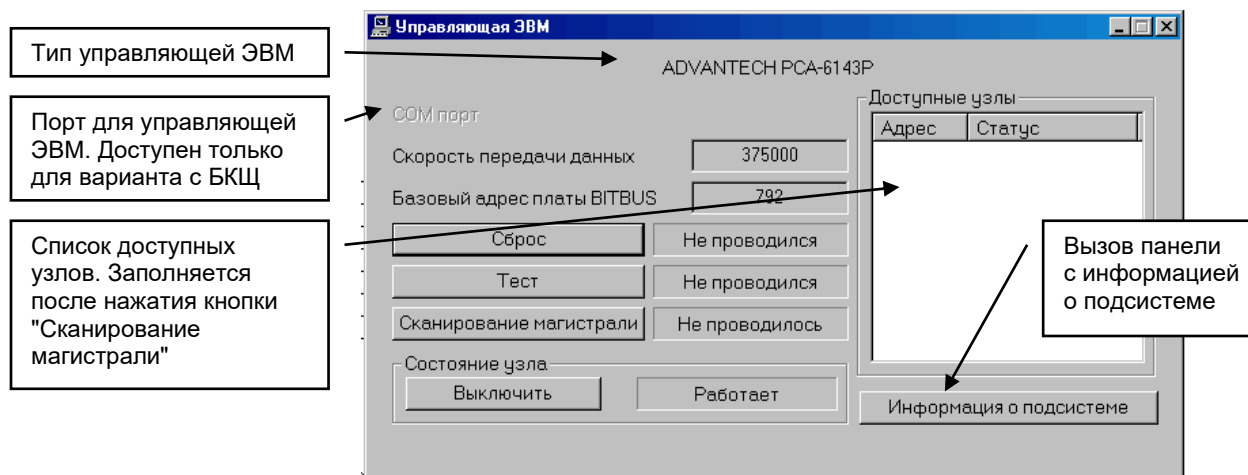 Управляющая ЭВМ
Тип управляющей ЭВМ
ADVANTECH PCA-6143P
Порт для управляющей
ЭВМ. Доступен только
для варианта с БКЩ
COM порт
Скорость передачи данных 375000
Базовый адрес платы BITBUS 792
Сброс Не проводился
Тест Не проводился
Сканирование магистрали Не проводилось
Состояние узла
Выключить Работает
Доступные узлы
Адрес Статус
Информация о подсистеме
Список доступных
узлов. Заполняется
после нажатия кнопки
"Сканирование
магистрали"
Вызов панели
с информацией
о подсистеме